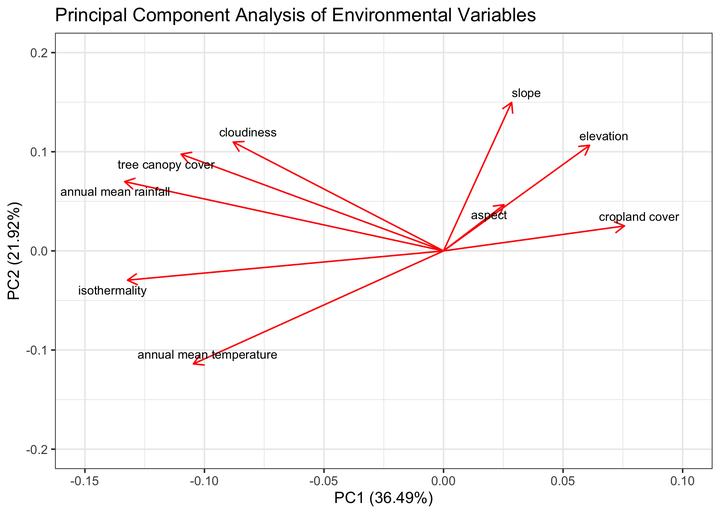 Principal Component Analysis of Environmental Variables
0.2
slope
cloudiness
elevation
0.1
tree canopy cover
annual mean rainfall
aspect
cropland cover
0.0
isothermality
annual mean temperature
-0.1
-0.2
-0.15 -0.10 -0.05 0.00 0.05 0.10
PC1 (36.49%)
PC2 (21.92%)